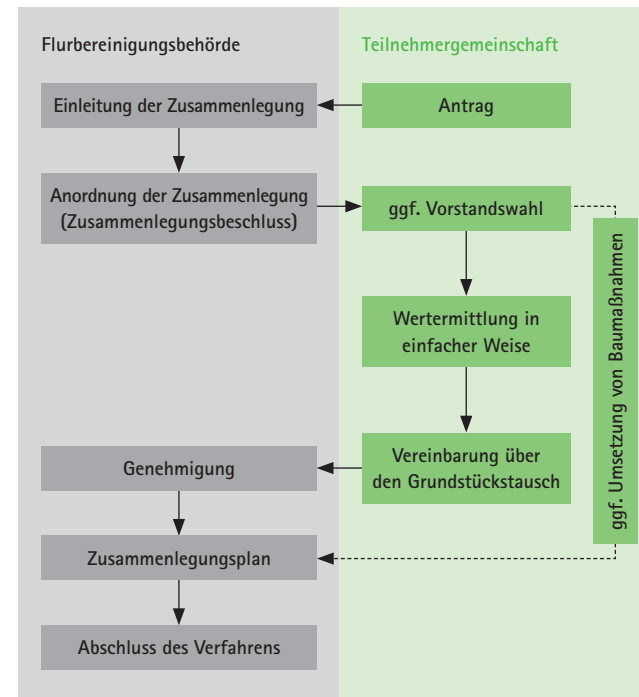 Flurbereinigungsbehörde
Teilnehmergemeinschaft
Einleitung der Zusammenlegung
Antrag
Anordnung der Zusammenlegung
(Zusammenlegungsbeschluss)
ggf. Vorstandswahl
ggf. Umsetzung von Baumaßnahmen
Wertermittlung in
einfacher Weise
Vereinbarung über
den Grundstückstausch
Genehmigung
Zusammenlegungsplan
Abschluss des Verfahrens